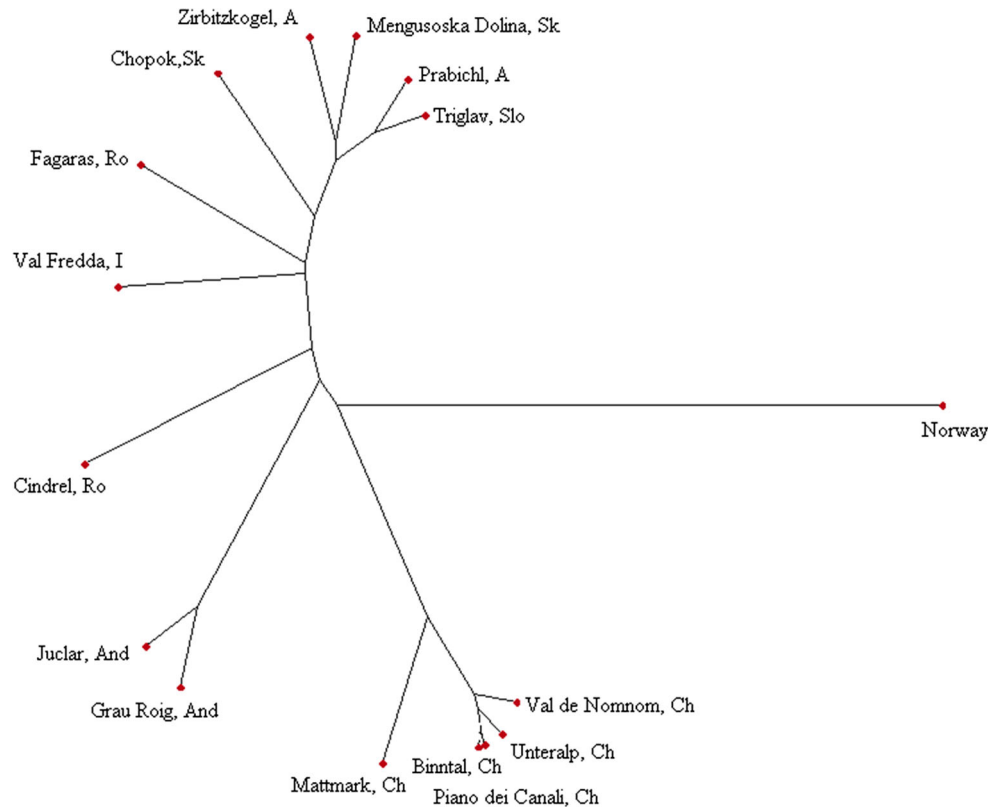 Zirbitzkogel, A
Mengusoska Dolina, Sk
Chopok,Sk
Prabichl, A
Triglav, Slo
Fagaras, Ro
Val Fredda, I
Norway
Cindrel, Ro
Juclar, And
Grau Roig, And
Val de Nomnom, Ch
Unteralp, Ch
Binntal, Ch
Mattmark, Ch
Piano dei Canali, Ch